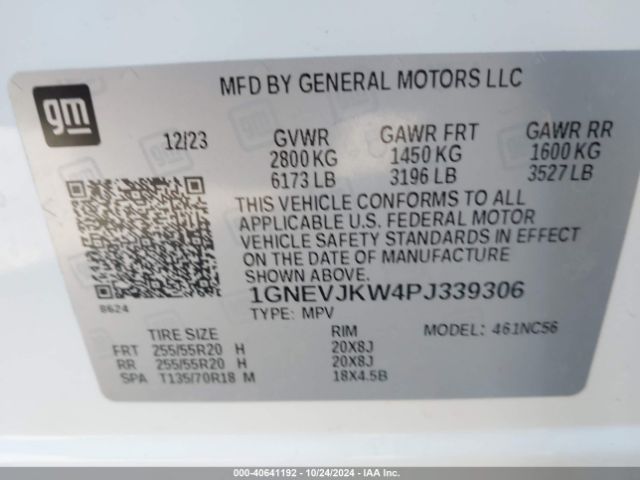 gm
MFD BY GENERAL MOTORS LLC
12/23 GVWR GAWR FRT GAWR RR
2800 KG 1450 KG 1600 KG
6173 LB 3196 LB 3527 LB
THIS VEHICLE CONFORMS TO ALL
APPLICABLE U.S. FEDERAL MOTOR
VEHICLE SAFETY STANDARDS IN EFFECT
ON THE DATE OF MANUFACTURE
SHOWN ABOVE.
1GNEVJKW4PJ339306
8624 TYPE: MPV MODEL: 461NC56
TIRE SIZE RIM
FRT 255/55R20 H 20X8J
RR 255/55R20 H 20X8J
SPA T135/70R18 M 18X4.5B
000-40641192 - 10/24/2024 - IAAI.COM